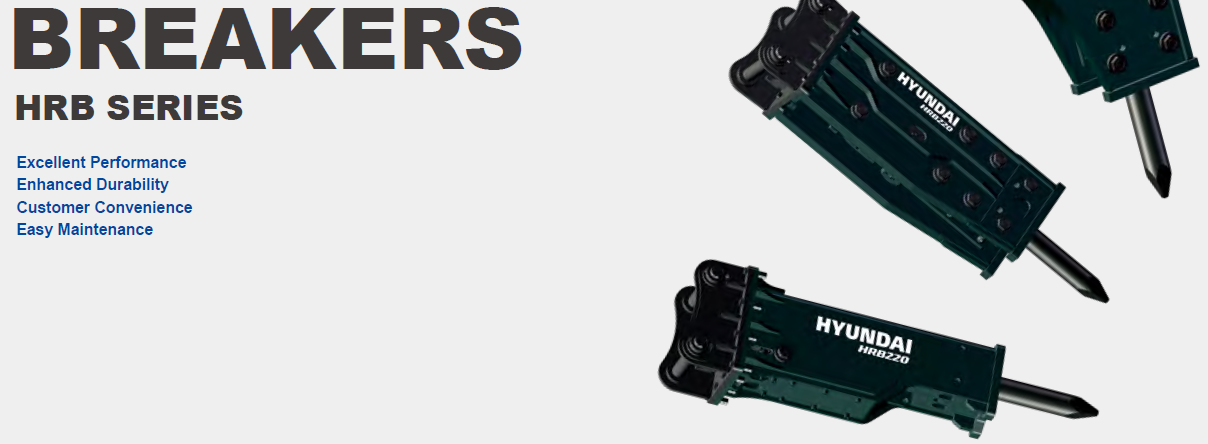 BREAKERS
HRB SERIES
Excellent Performance
Enhanced Durability
Customer Convenience
Easy Maintenance
HYUNDAI
HRB220
HYUNDAI
HRB220